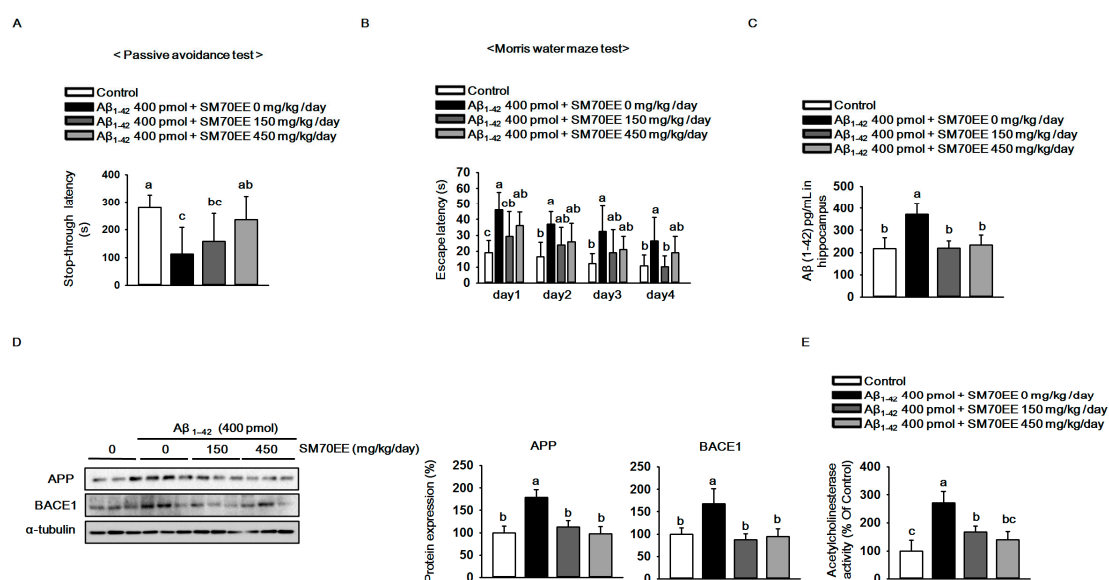 A
< Passive avoidance test >
Control
Aβ1-42 400 pmol + SM70EE 0 mg/kg/day
Aβ1-42 400 pmol + SM70EE 150 mg/kg/day
Aβ1-42 400 pmol + SM70EE 450 mg/kg/day
Stop-through latency
(s)
400
300
200
100
0
a
c
bc
ab
B
<Morris water maze test>
Control
Aβ1-42 400 pmol + SM70EE 0 mg/kg/day
Aβ1-42 400 pmol + SM70EE 150 mg/kg/day
Aβ1-42 400 pmol + SM70EE 450 mg/kg/day
Escape latency (s)
70
60
50
40
30
20
10
0
c a cb ab
b a ab ab
b a ab ab
b a b ab
day1 day2 day3 day4
C
Control
Aβ1-42 400 pmol + SM70EE 0 mg/kg/day
Aβ1-42 400 pmol + SM70EE 150 mg/kg/day
Aβ1-42 400 pmol + SM70EE 450 mg/kg/day
Aβ (1-42) pg/mL in
hippocampus
500
400
300
200
100
0
b a b b
D
Aβ 1–42 (400 pmol)
0 0 150 450 SM70EE (mg/kg/day)
APP
BACE1
α-tubulin
APP
Protein expression (%)
250
200
150
100
50
0
b a b b
BACE1
250
200
150
100
50
0
b a b b
E
Control
Aβ1-42 400 pmol + SM70EE 0 mg/kg/day
Aβ1-42 400 pmol + SM70EE 150 mg/kg/day
Aβ1-42 400 pmol + SM70EE 450 mg/kg/day
Acetylcholinesterase
activity (% Of Control)
400
300
200
100
0
c a b bc